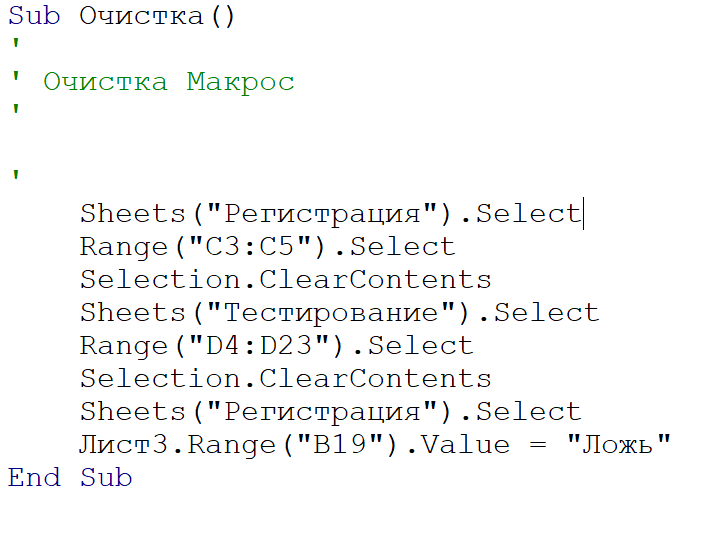 Sub Очистка()
'
' Очистка Макрос
'

'
    Sheets("Регистрация").Select
    Range("C3:C5").Select
    Selection.ClearContents
    Sheets("Тестирование").Select
    Range("D4:D23").Select
    Selection.ClearContents
    Sheets("Регистрация").Select
    Лист3.Range("B19").Value = "Ложь"
End Sub